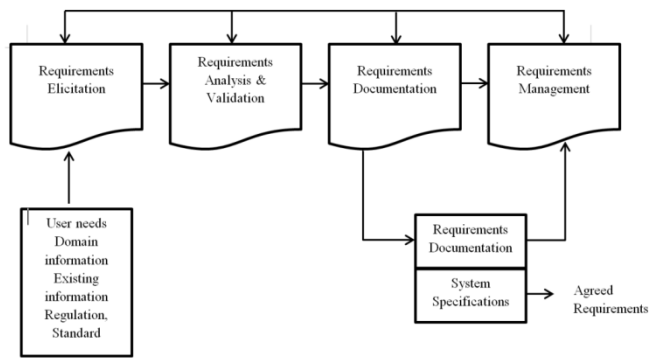 Requirements
Elicitation
Requirements
Analysis &
Validation
Requirements
Documentation
Requirements
Management
User needs
Domain
information
Existing
information
Regulation,
Standard
Requirements
Documentation
System
Specifications
Agreed
Requirements